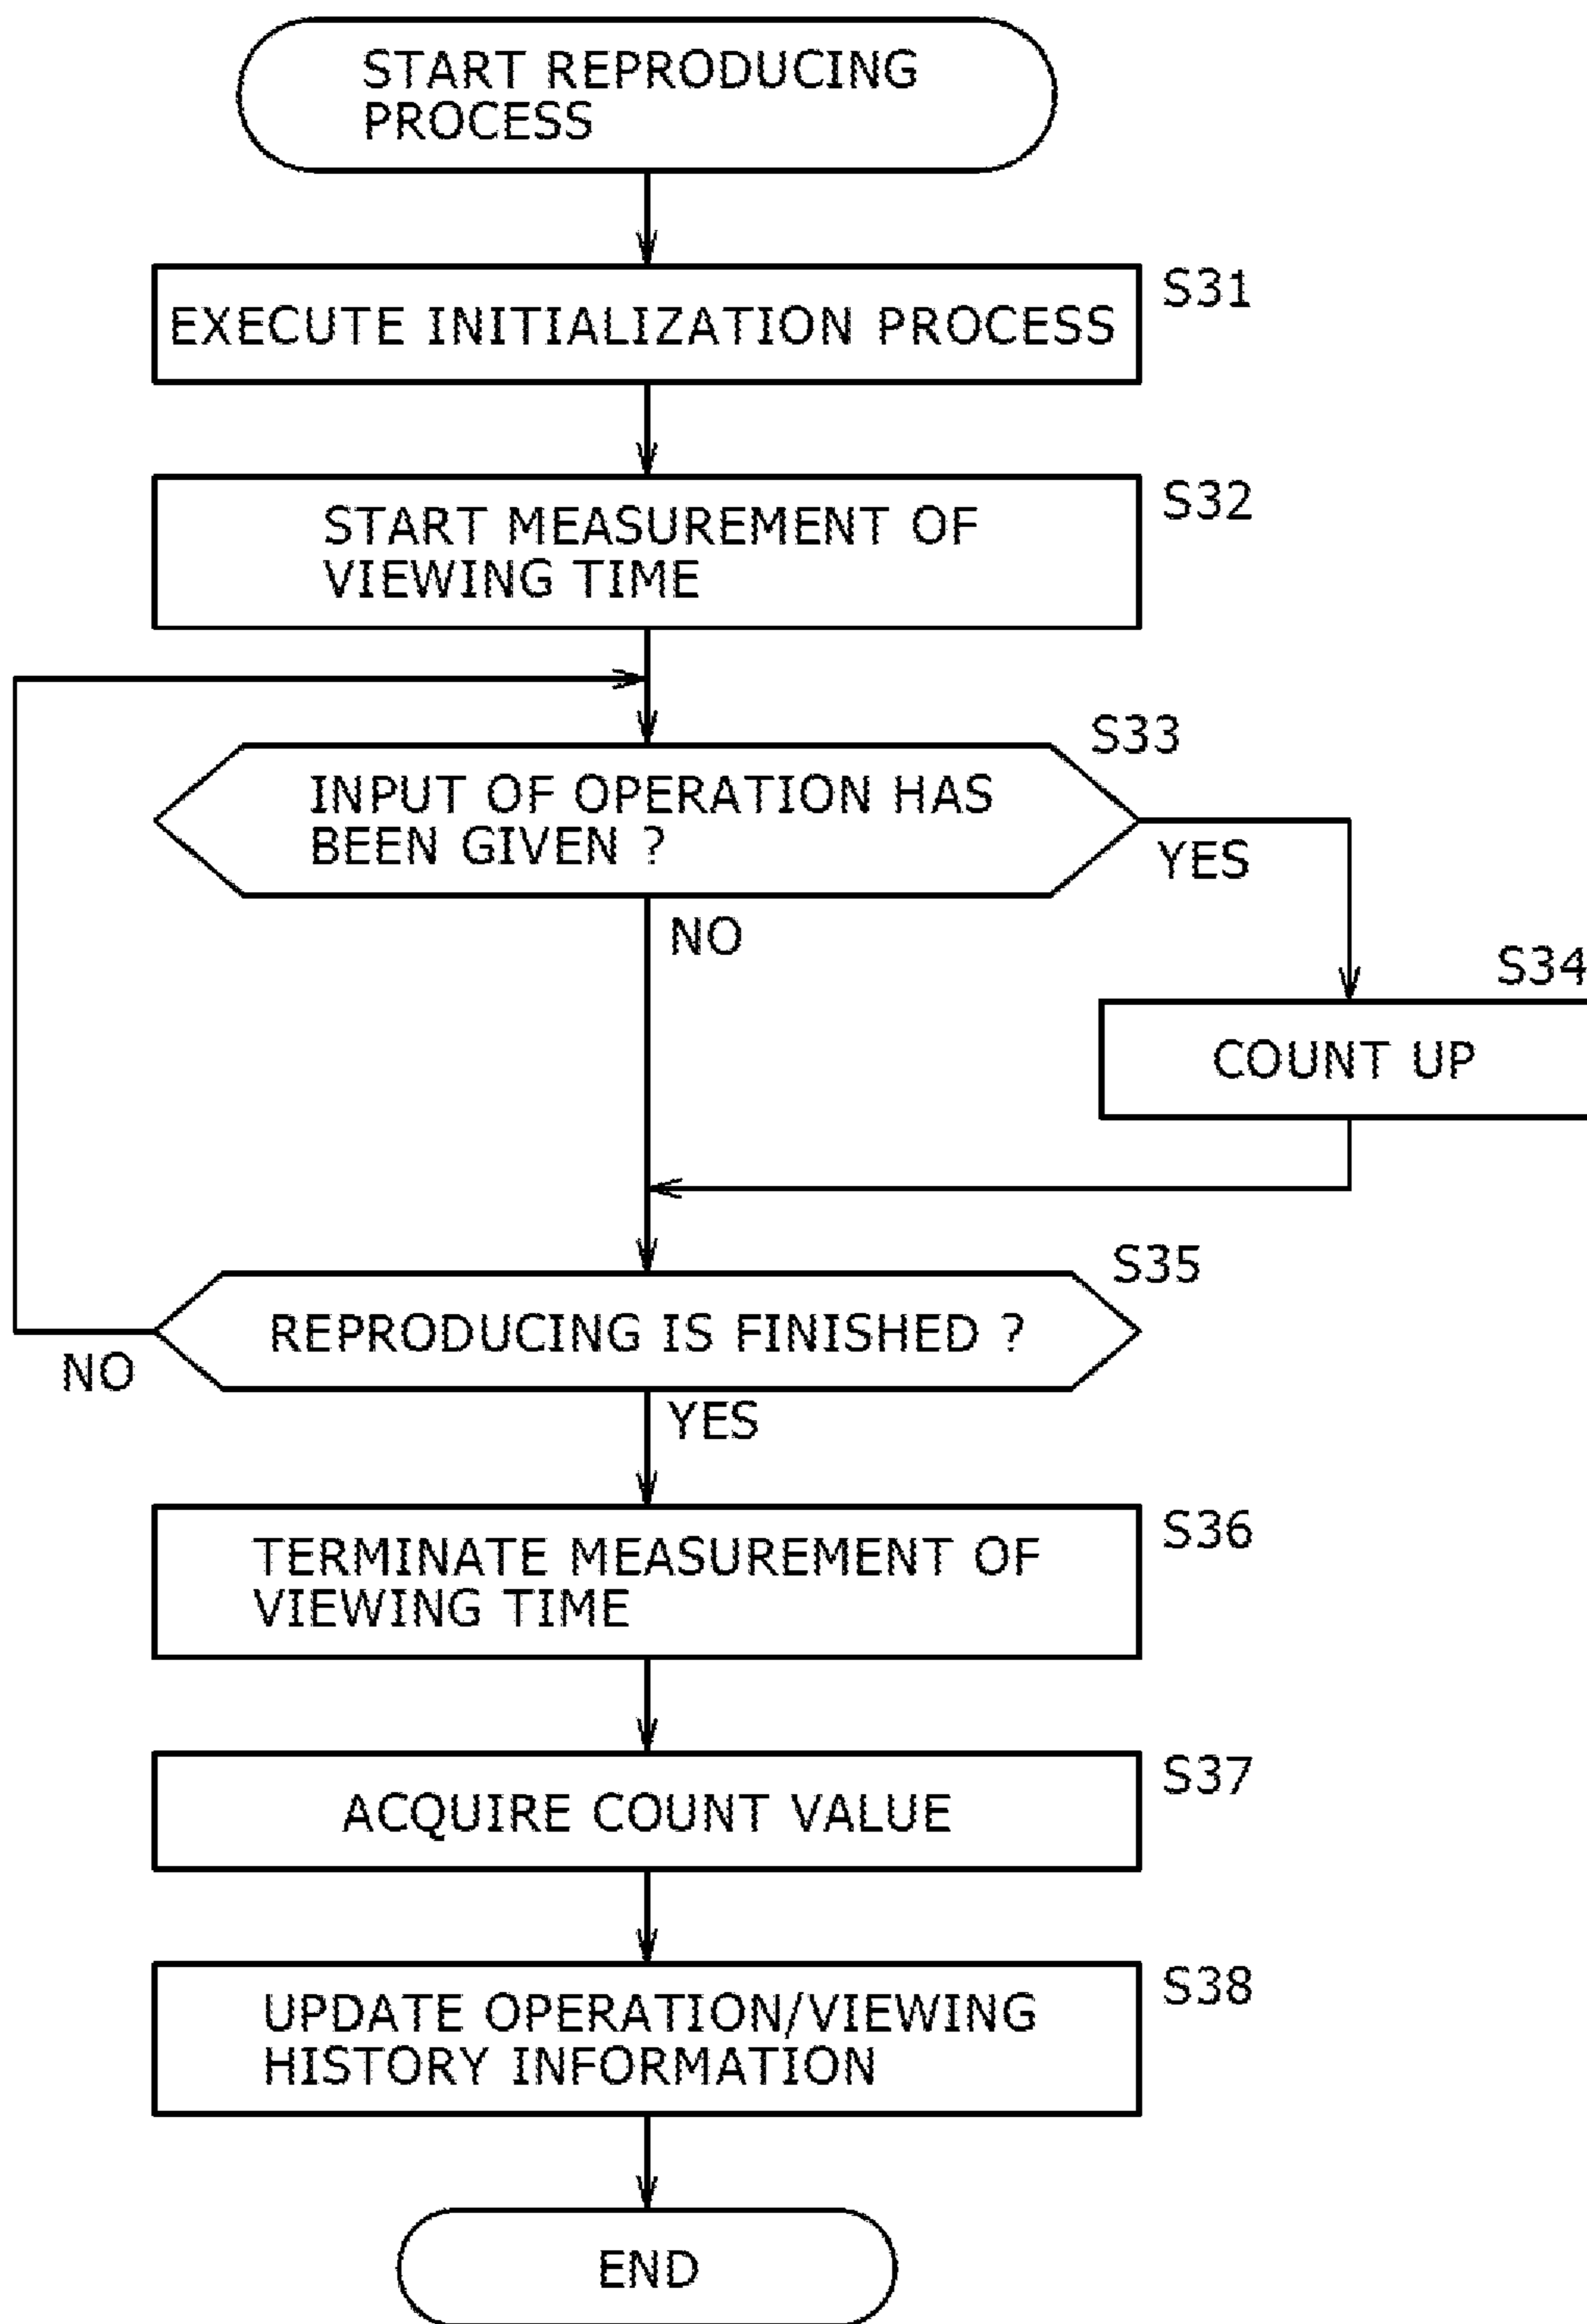 START REPRODUCING
PROCESS
S31
EXECUTE INITIALIZATION PROCESS
S32
START MEASUREMENT OF
VIEWING TIME
S33
INPUT OF OPERATION HAS
BEEN GIVEN ?
YES
NO
S34
COUNT UP
S35
REPRODUCING IS FINISHED ?
NO
YES
S36
TERMINATE MEASUREMENT OF
VIEWING TIME
S37
ACQUIRE COUNT VALUE
S38
UPDATE OPERATION/VIEWING
HISTORY INFORMATION
END